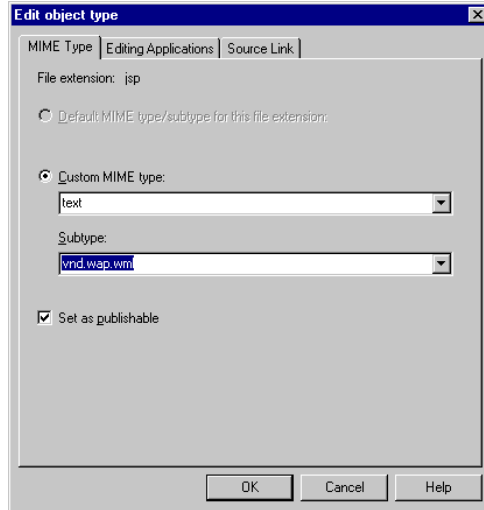 Edit object type
MIME Type Editing Applications Source Link
File extension: jsp
Default MIME type/subtype for this file extension:
Custom MIME type:
text
Subtype:
vnd.wap.wml
Set as publishable
OK Cancel Help